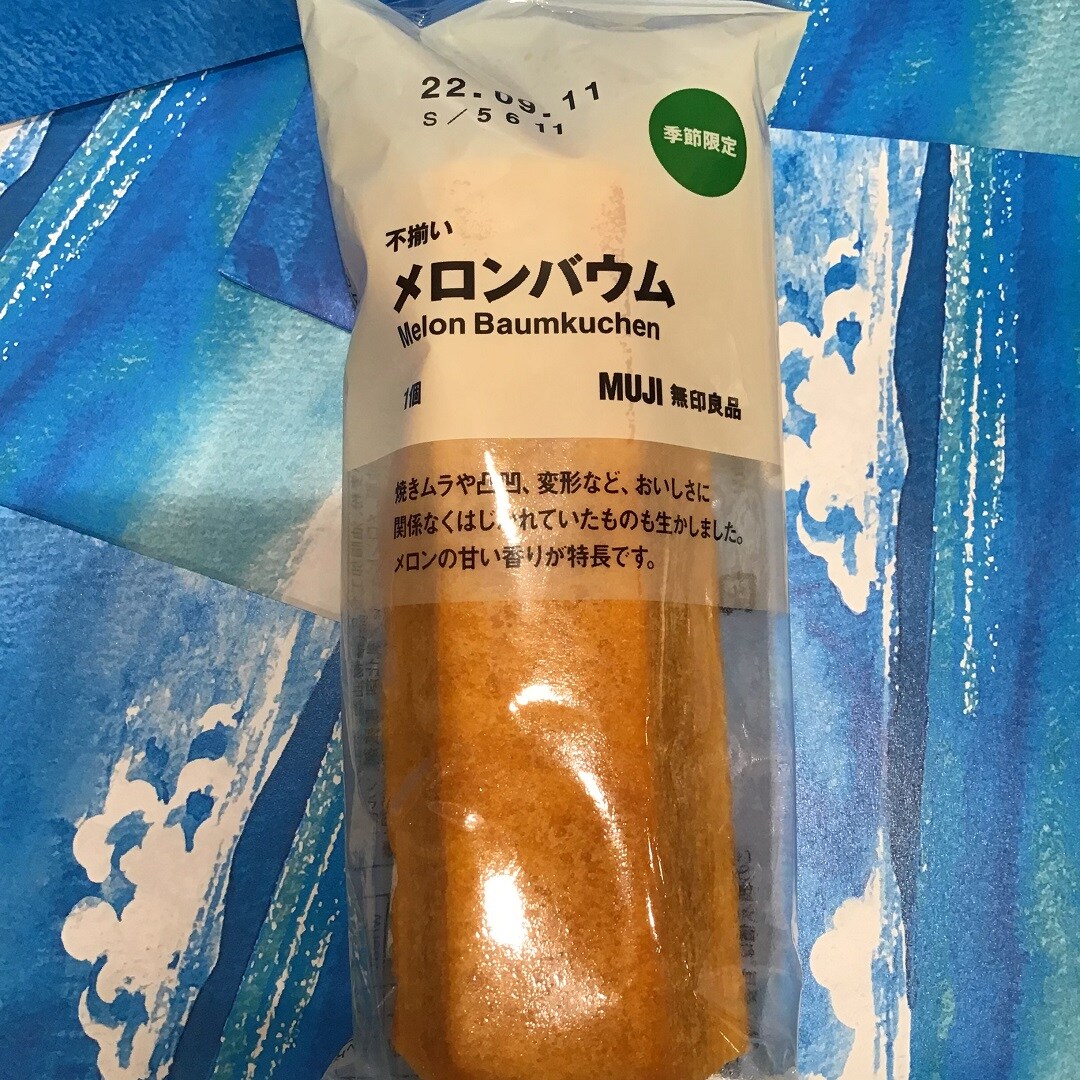 22.09.11
S/5 6 11
季節限定
不揃い
メロンバウム
Melon Baumkuchen
1個
MUJI 無印良品
焼きムラや凸凹、変形など、おいしさに
関係なくはじかれていたものも生かしました。
メロンの甘い香りが特長です。